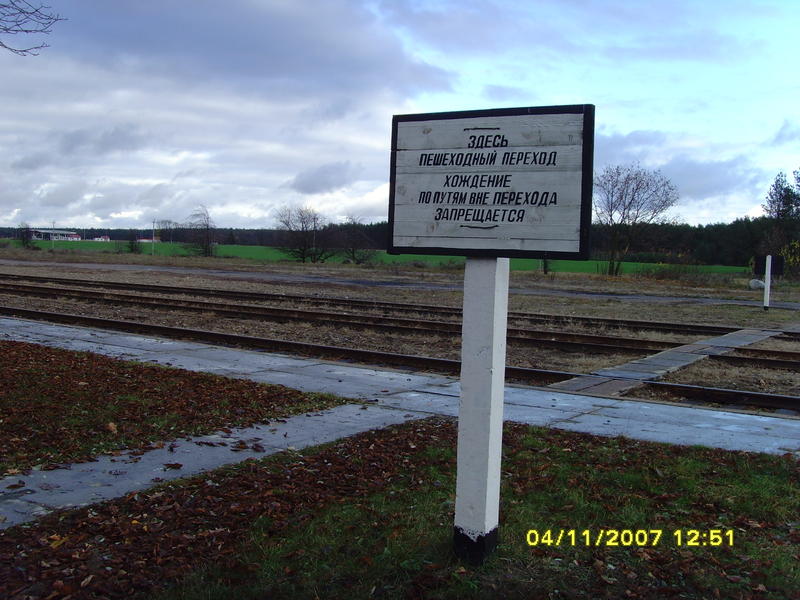 ЗДЕСЬ
ПЕШЕХОДНЫЙ ПЕРЕХОД
ХОЖДЕНИЕ
ПО ПУТЯМ ВНЕ ПЕРЕХОДА
ЗАПРЕЩАЕТСЯ
04/11/2007 12:51